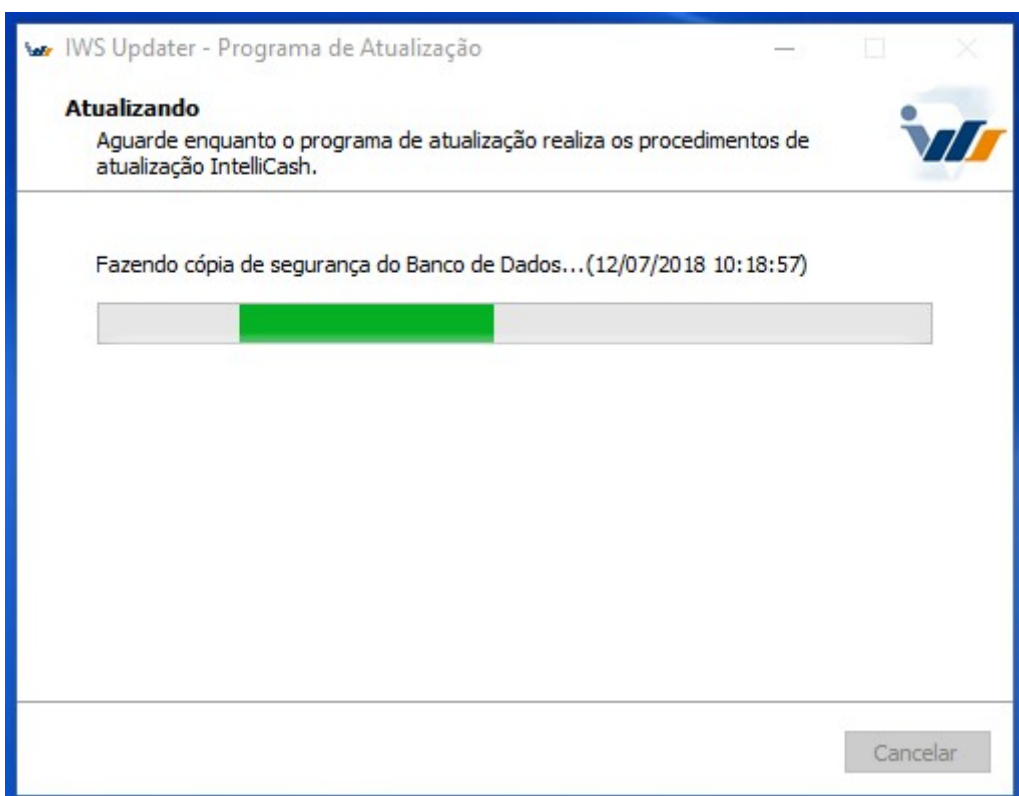 IWS Updater - Programa de Atualização
Atualizando
Aguarde enquanto o programa de atualização realiza os procedimentos de
atualização IntelliCash.
iws
Fazendo cópia de segurança do Banco de Dados...(12/07/2018 10:18:57)
Cancelar